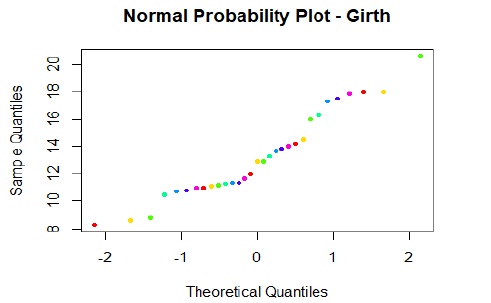 Normal Probability Plot - Girth
Sample Quantiles
20
18
16
14
12
10
8
-2 -1 0 1 2
Theoretical Quantiles